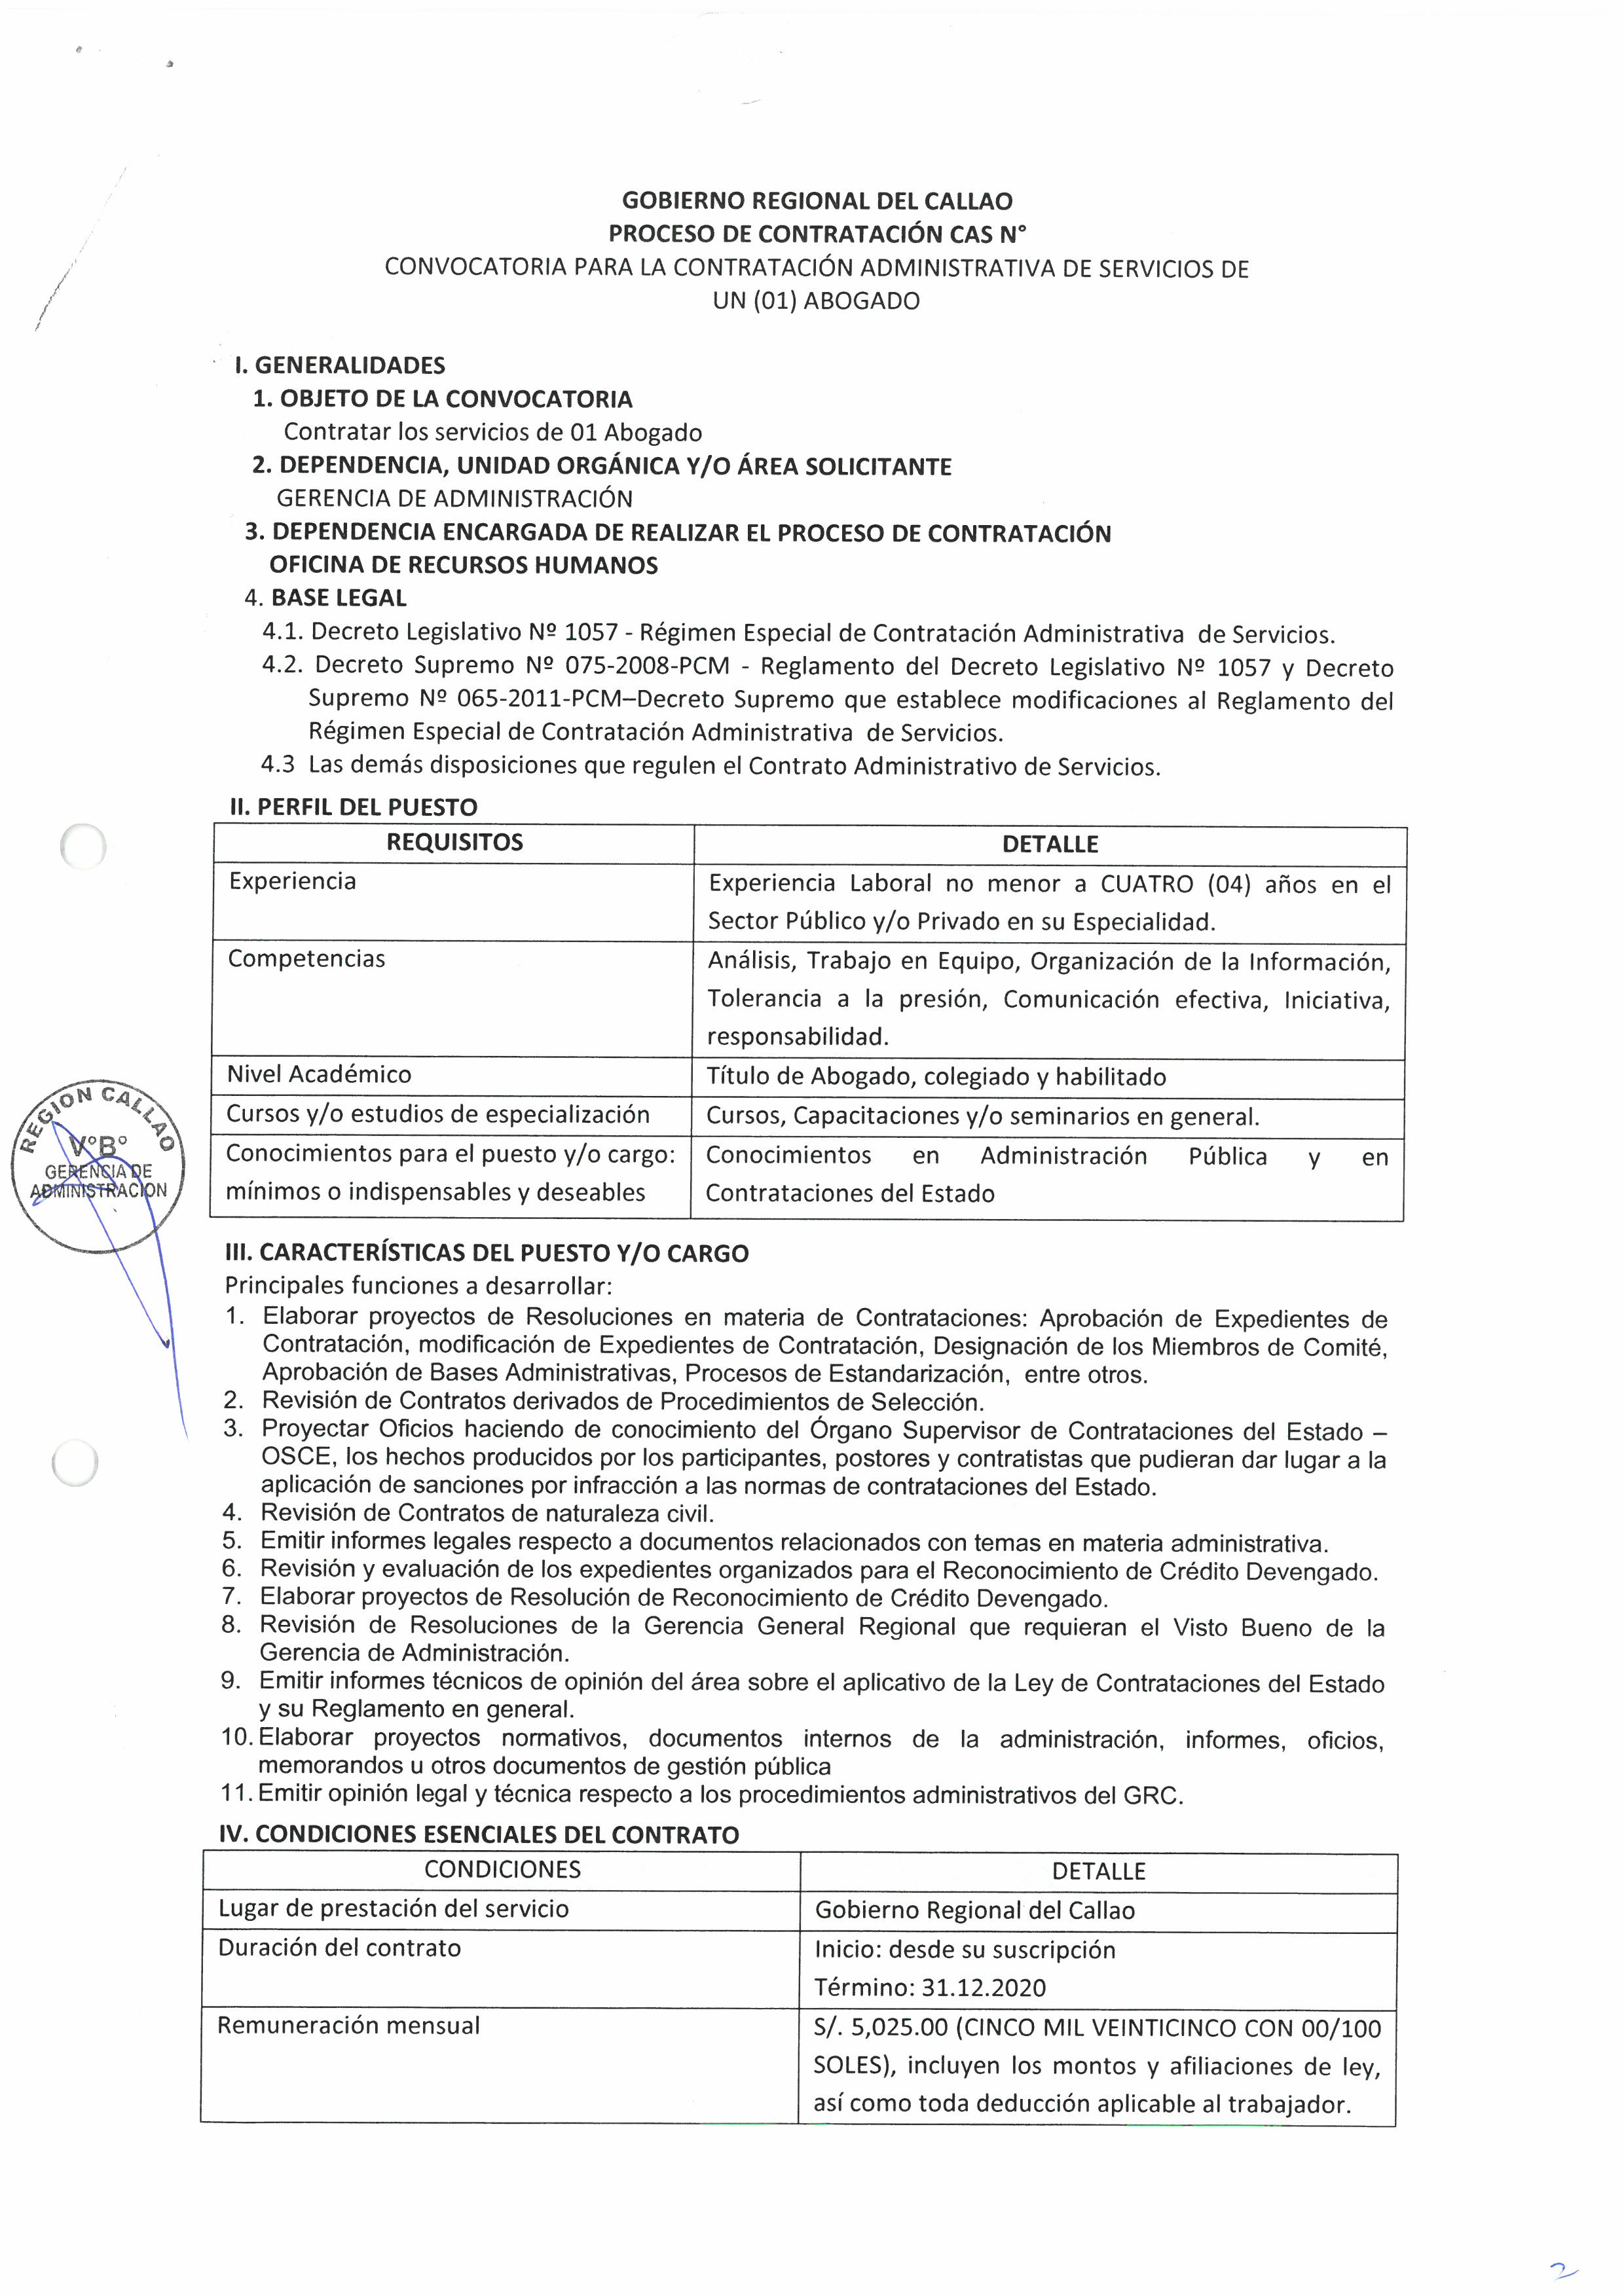 GOBIERNO REGIONAL DEL CALLAO
PROCESO DE CONTRATACIÓN CAS N°
CONVOCATORIA PARA LA CONTRATACIÓN ADMINISTRATIVA DE SERVICIOS DE
UN (01) ABOGADO
I. GENERALIDADES
1. OBJETO DE LA CONVOCATORIA
Contratar los servicios de 01 Abogado
2. DEPENDENCIA, UNIDAD ORGÁNICA Y/O ÁREA SOLICITANTE
GERENCIA DE ADMINISTRACIÓN
3. DEPENDENCIA ENCARGADA DE REALIZAR EL PROCESO DE CONTRATACIÓN
OFICINA DE RECURSOS HUMANOS
4. BASE LEGAL
4.1. Decreto Legislativo Nº 1057 - Régimen Especial de Contratación Administrativa de Servicios.
4.2. Decreto Supremo Nº 075-2008-PCM - Reglamento del Decreto Legislativo Nº 1057 y Decreto
Supremo Nº 065-2011-PCM–Decreto Supremo que establece modificaciones al Reglamento del
Régimen Especial de Contratación Administrativa de Servicios.
4.3 Las demás disposiciones que regulen el Contrato Administrativo de Servicios.
II. PERFIL DEL PUESTO
REQUISITOS DETALLE
Experiencia Experiencia Laboral no menor a CUATRO (04) años en el
Sector Público y/o Privado en su Especialidad.
Competencias Análisis, Trabajo en Equipo, Organización de la Información,
Tolerancia a la presión, Comunicación efectiva, Iniciativa,
responsabilidad.
Nivel Académico Título de Abogado, colegiado y habilitado
Cursos y/o estudios de especialización Cursos, Capacitaciones y/o seminarios en general.
Conocimientos para el puesto y/o cargo: Conocimientos en Administración Pública y en
mínimos o indispensables y deseables Contrataciones del Estado
REGION CALLAO
V°B°
GERENCIA DE
ADMINISTRACION
III. CARACTERÍSTICAS DEL PUESTO Y/O CARGO
Principales funciones a desarrollar:
1. Elaborar proyectos de Resoluciones en materia de Contrataciones: Aprobación de Expedientes de
Contratación, modificación de Expedientes de Contratación, Designación de los Miembros de Comité,
Aprobación de Bases Administrativas, Procesos de Estandarización, entre otros.
2. Revisión de Contratos derivados de Procedimientos de Selección.
3. Proyectar Oficios haciendo de conocimiento del Órgano Supervisor de Contrataciones del Estado –
OSCE, los hechos producidos por los participantes, postores y contratistas que pudieran dar lugar a la
aplicación de sanciones por infracción a las normas de contrataciones del Estado.
4. Revisión de Contratos de naturaleza civil.
5. Emitir informes legales respecto a documentos relacionados con temas en materia administrativa.
6. Revisión y evaluación de los expedientes organizados para el Reconocimiento de Crédito Devengado.
7. Elaborar proyectos de Resolución de Reconocimiento de Crédito Devengado.
8. Revisión de Resoluciones de la Gerencia General Regional que requieran el Visto Bueno de la
Gerencia de Administración.
9. Emitir informes técnicos de opinión del área sobre el aplicativo de la Ley de Contrataciones del Estado
y su Reglamento en general.
10. Elaborar proyectos normativos, documentos internos de la administración, informes, oficios,
memorandos u otros documentos de gestión pública
11. Emitir opinión legal y técnica respecto a los procedimientos administrativos del GRC.
IV. CONDICIONES ESENCIALES DEL CONTRATO
CONDICIONES DETALLE
Lugar de prestación del servicio Gobierno Regional del Callao
Duración del contrato Inicio: desde su suscripción
Término: 31.12.2020
Remuneración mensual S/. 5,025.00 (CINCO MIL VEINTICINCO CON 00/100
SOLES), incluyen los montos y afiliaciones de ley,
así como toda deducción aplicable al trabajador.
2